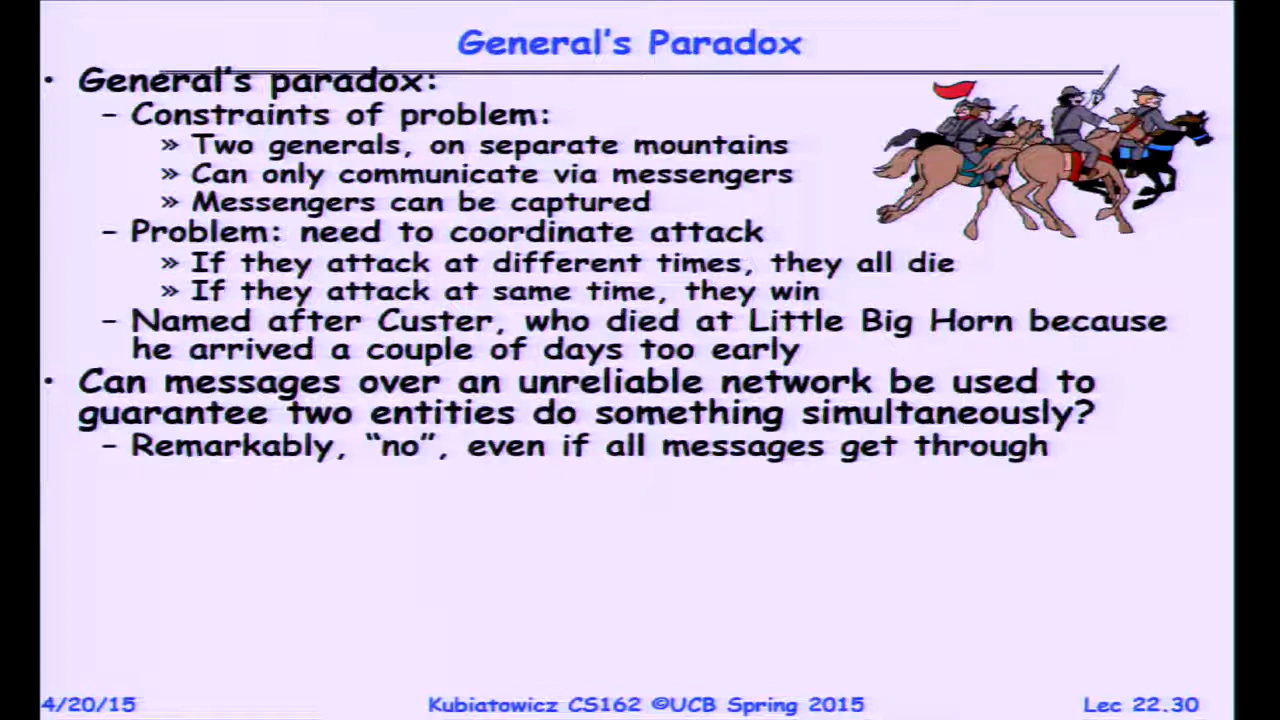 General's Paradox
• General's paradox:
– Constraints of problem:
» Two generals, on separate mountains
» Can only communicate via messengers
» Messengers can be captured
– Problem: need to coordinate attack
» If they attack at different times, they all die
» If they attack at same time, they win
– Named after Custer, who died at Little Big Horn because
he arrived a couple of days too early
• Can messages over an unreliable network be used to
guarantee two entities do something simultaneously?
– Remarkably, “no”, even if all messages get through
4/20/15
Kubiatowicz CS162 ©UCB Spring 2015
Lec 22.30